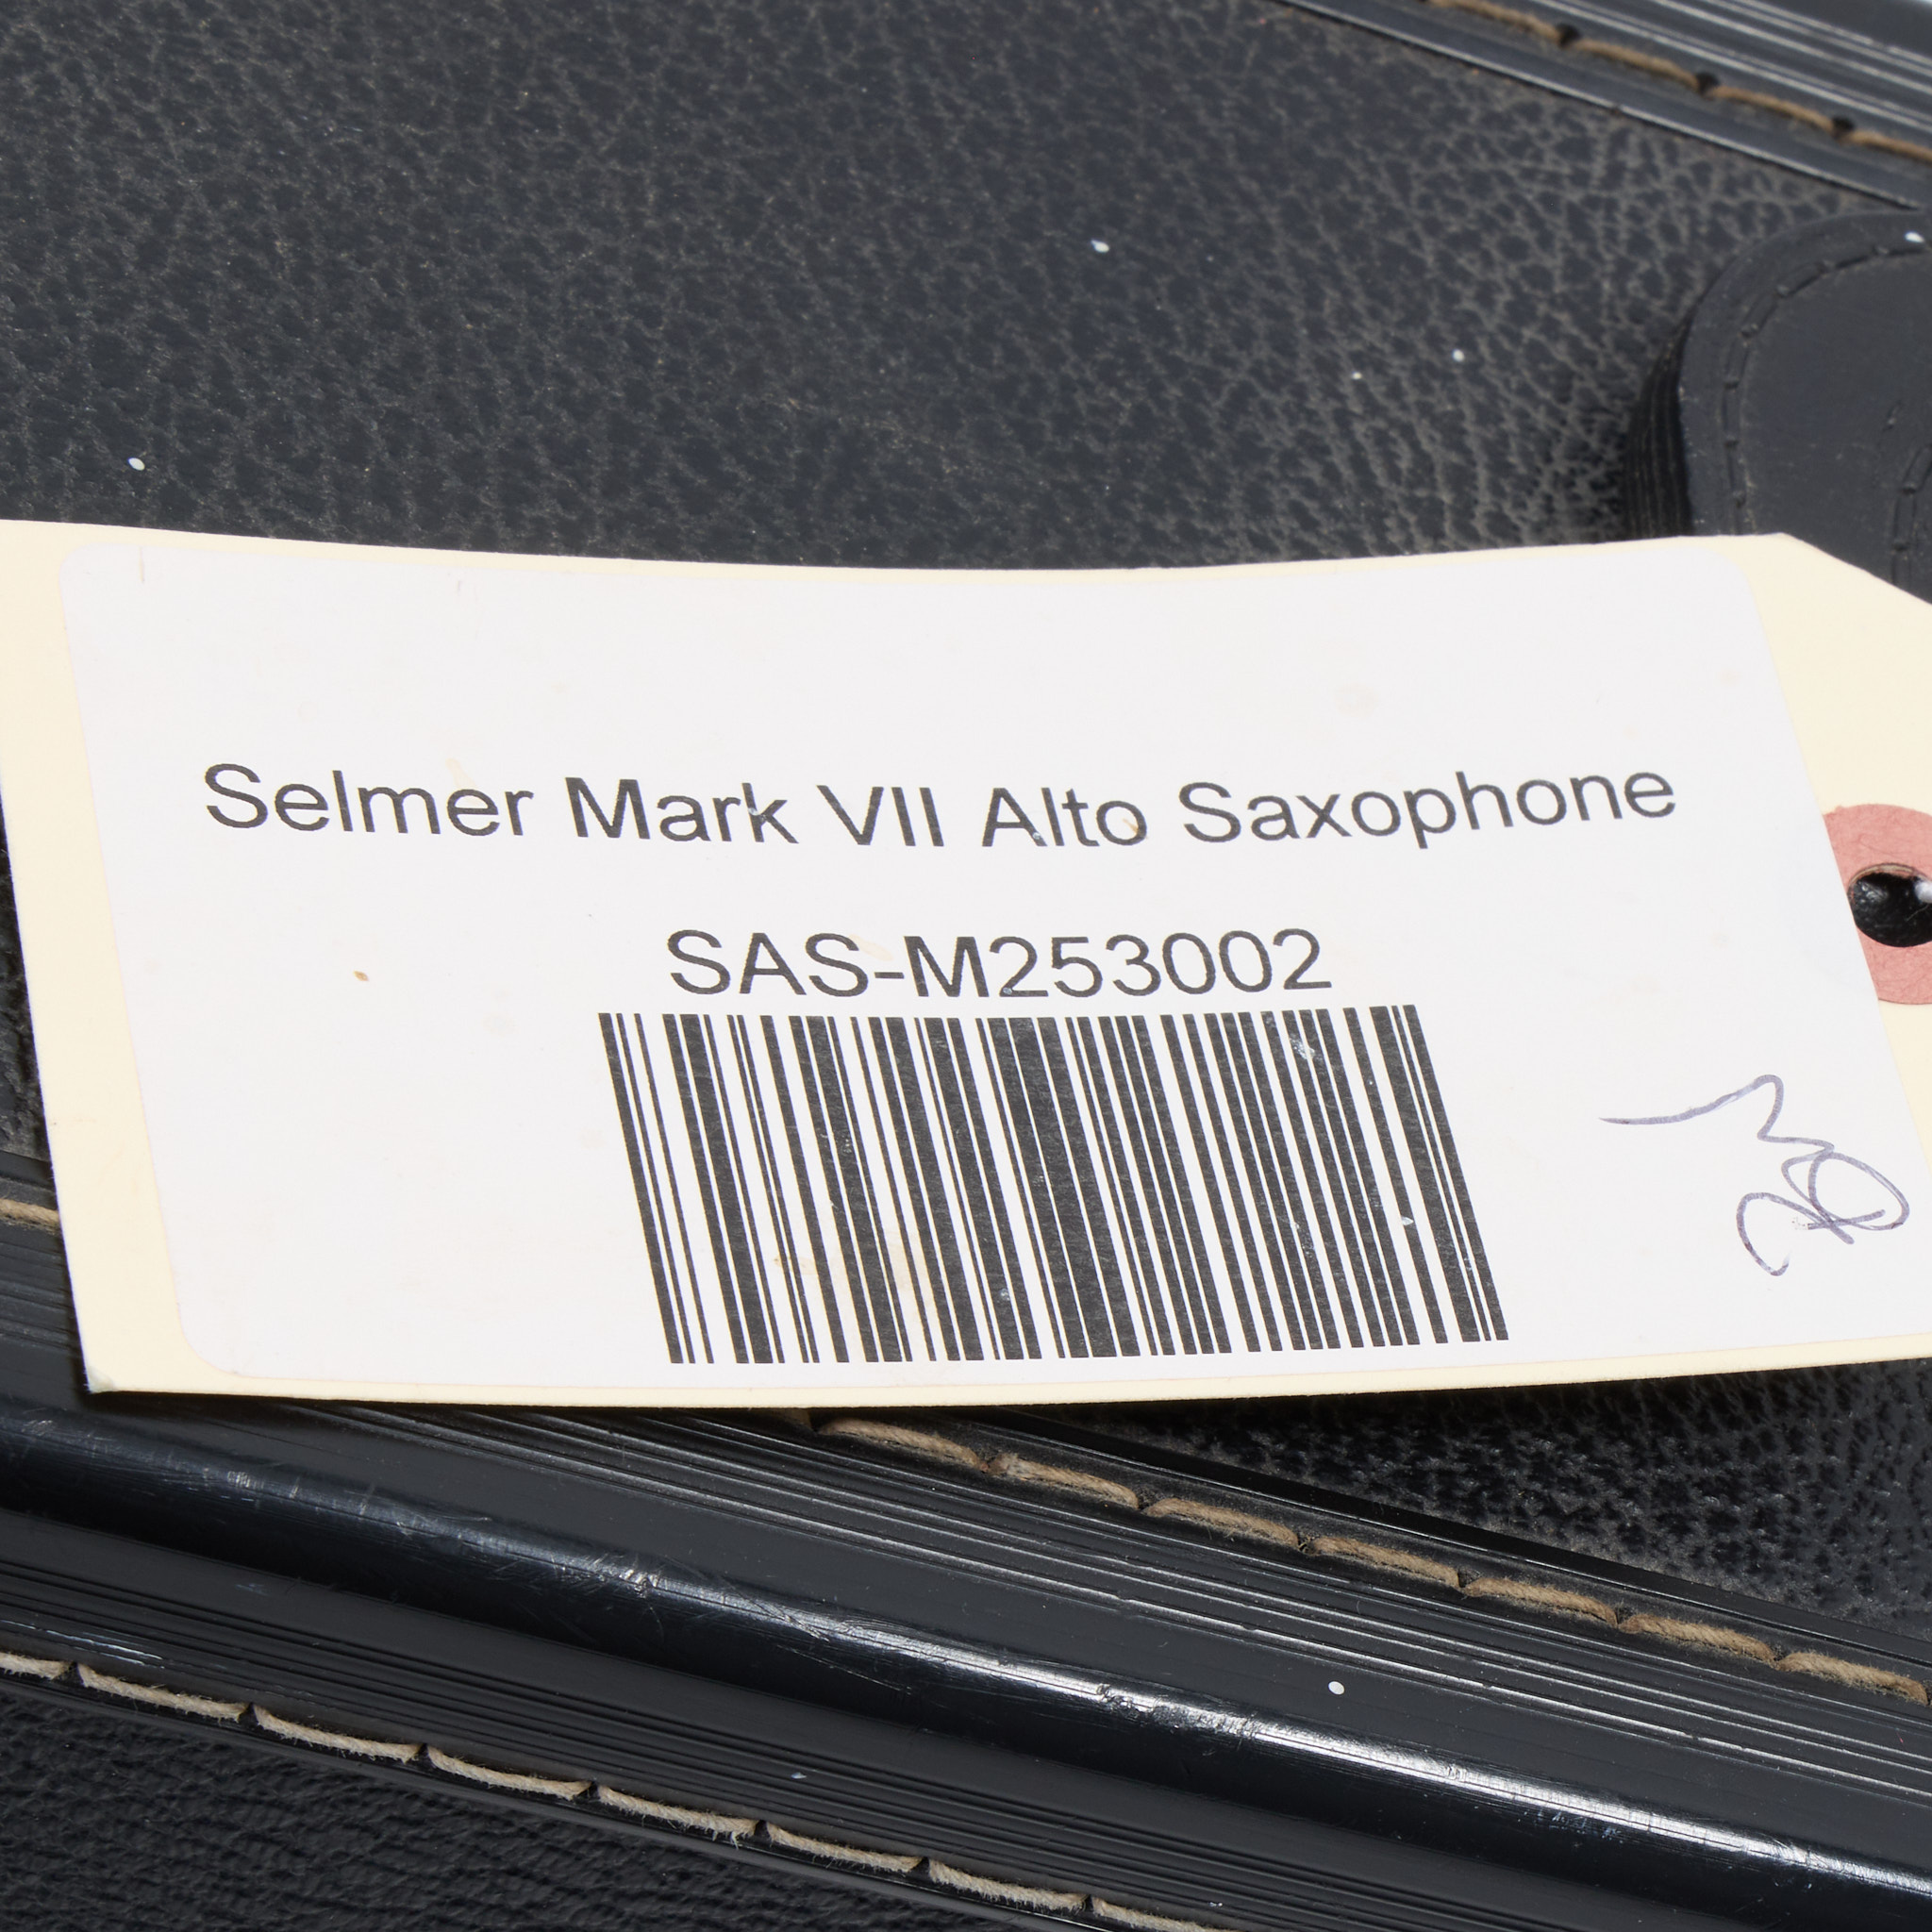 Selmer Mark VII Alto Saxophone
SAS-M253002